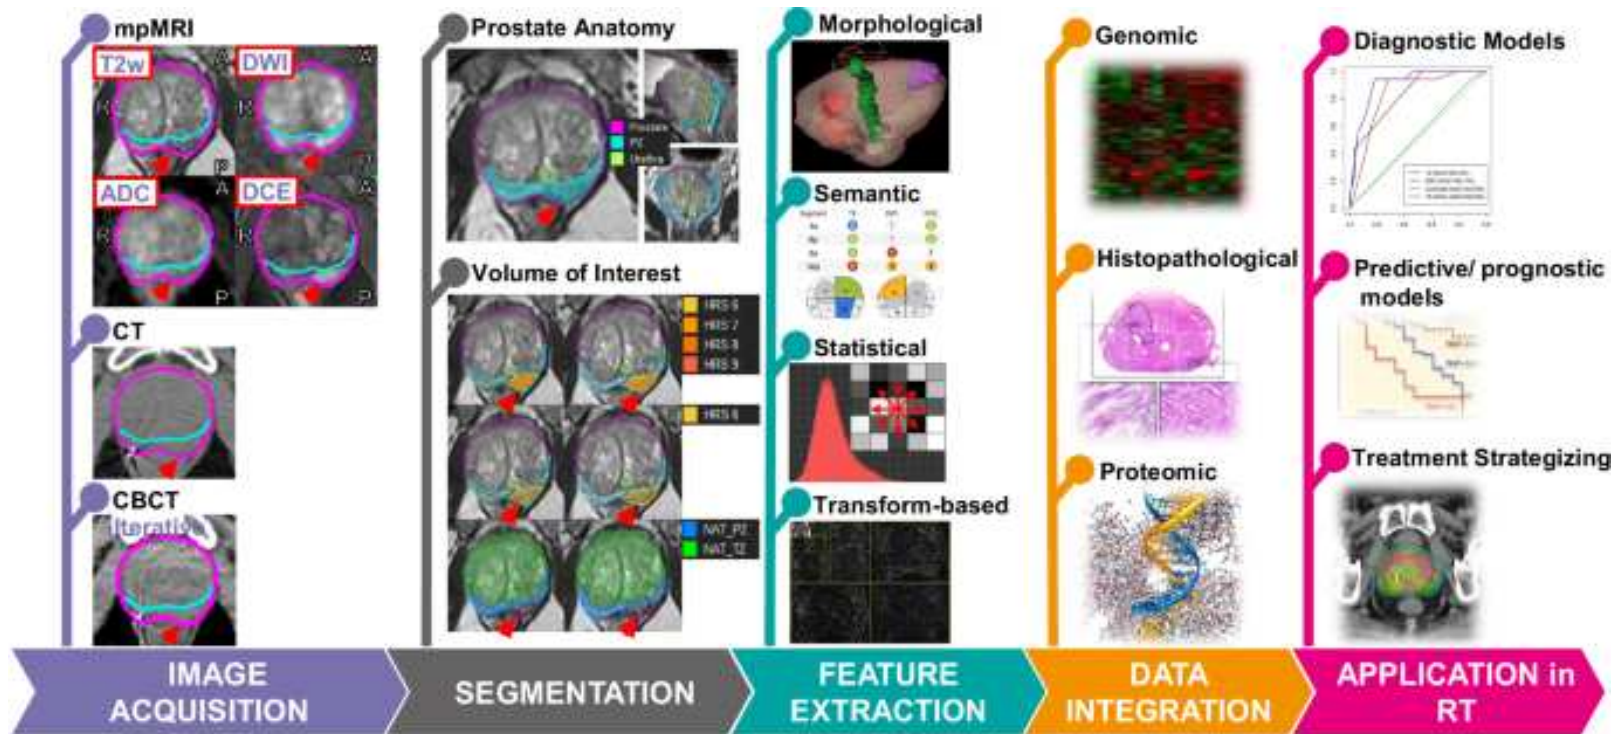 mpMRI
T2w
A
DWI
A
R
R
P
P
ADC
A
DCE
A
R
R
P
P
CT
CBCT
Iterative
IMAGE
ACQUISITION
Prostate Anatomy
Prostate
PZ
Urethra
Volume of Interest
HRS 6
HRS 7
HRS 8
HRS 9
HRS 6
NAT_PZ
NAT_TZ
SEGMENTATION
Morphological
Semantic
Statistical
Transform-based
FEATURE
EXTRACTION
Genomic
Histopathological
Proteomic
DATA
INTEGRATION
Diagnostic Models
Predictive/ prognostic
models
Treatment Strategizing
APPLICATION in
RT